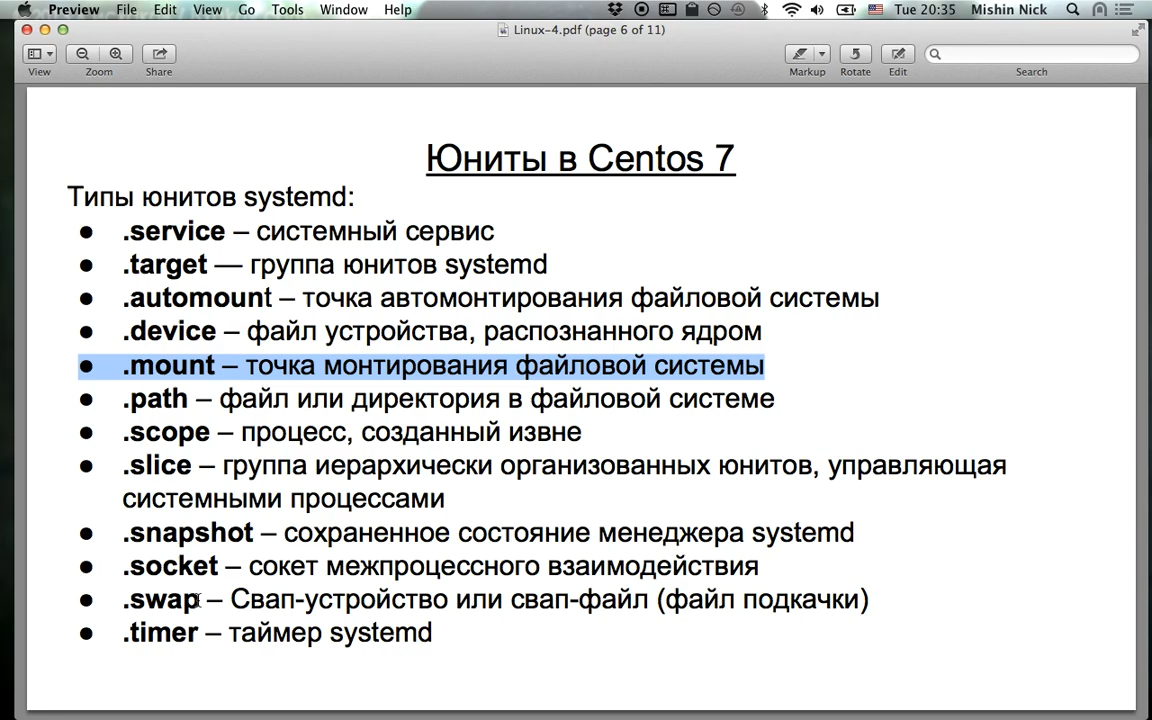 Preview File Edit View Go Tools Window Help Tue 20:35 Mishin Nick
Linux-4.pdf (page 6 of 11)
View Zoom Share Markup Rotate Edit Search
Юниты в Centos 7
Типы юнитов systemd:
● .service – системный сервис
● .target — группа юнитов systemd
● .automount – точка автомонтирования файловой системы
● .device – файл устройства, распознанного ядром
● .mount – точка монтирования файловой системы
● .path – файл или директория в файловой системе
● .scope – процесс, созданный извне
● .slice – группа иерархически организованных юнитов, управляющая
системными процессами
● .snapshot – сохраненное состояние менеджера systemd
● .socket – сокет межпроцессного взаимодействия
● .swap – Свап-устройство или свап-файл (файл подкачки)
● .timer – таймер systemd